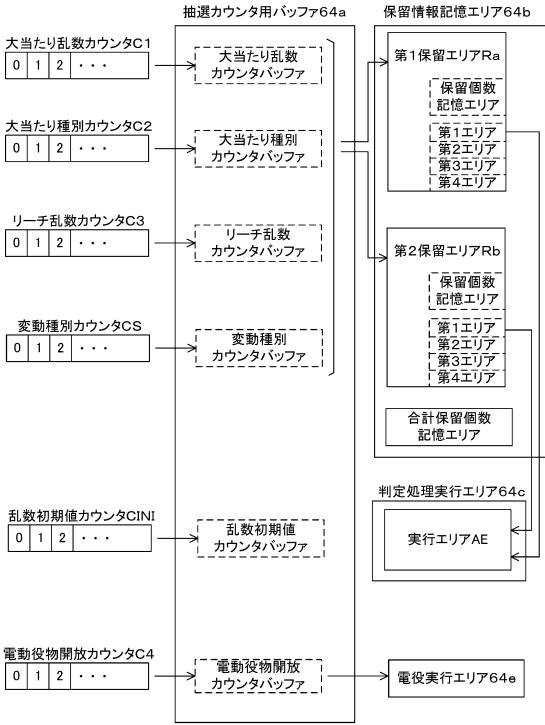 抽選カウンタ用バッファ64a
保留情報記憶エリア64b
大当たり乱数カウンタC1
0 1 2 ・・・
大当たり乱数
カウンタバッファ
大当たり種別カウンタC2
0 1 2 ・・・
大当たり種別
カウンタバッファ
リーチ乱数カウンタC3
0 1 2 ・・・
リーチ乱数
カウンタバッファ
変動種別カウンタCS
0 1 2 ・・・
変動種別
カウンタバッファ
乱数初期値カウンタCINI
0 1 2 ・・・
乱数初期値
カウンタバッファ
電動役物開放カウンタC4
0 1 2 ・・・
電動役物開放
カウンタバッファ
第1保留エリアRa
保留個数
記憶エリア
第1エリア
第2エリア
第3エリア
第4エリア
第2保留エリアRb
保留個数
記憶エリア
第1エリア
第2エリア
第3エリア
第4エリア
合計保留個数
記憶エリア
判定処理実行エリア64c
実行エリアAE
電役実行エリア64e